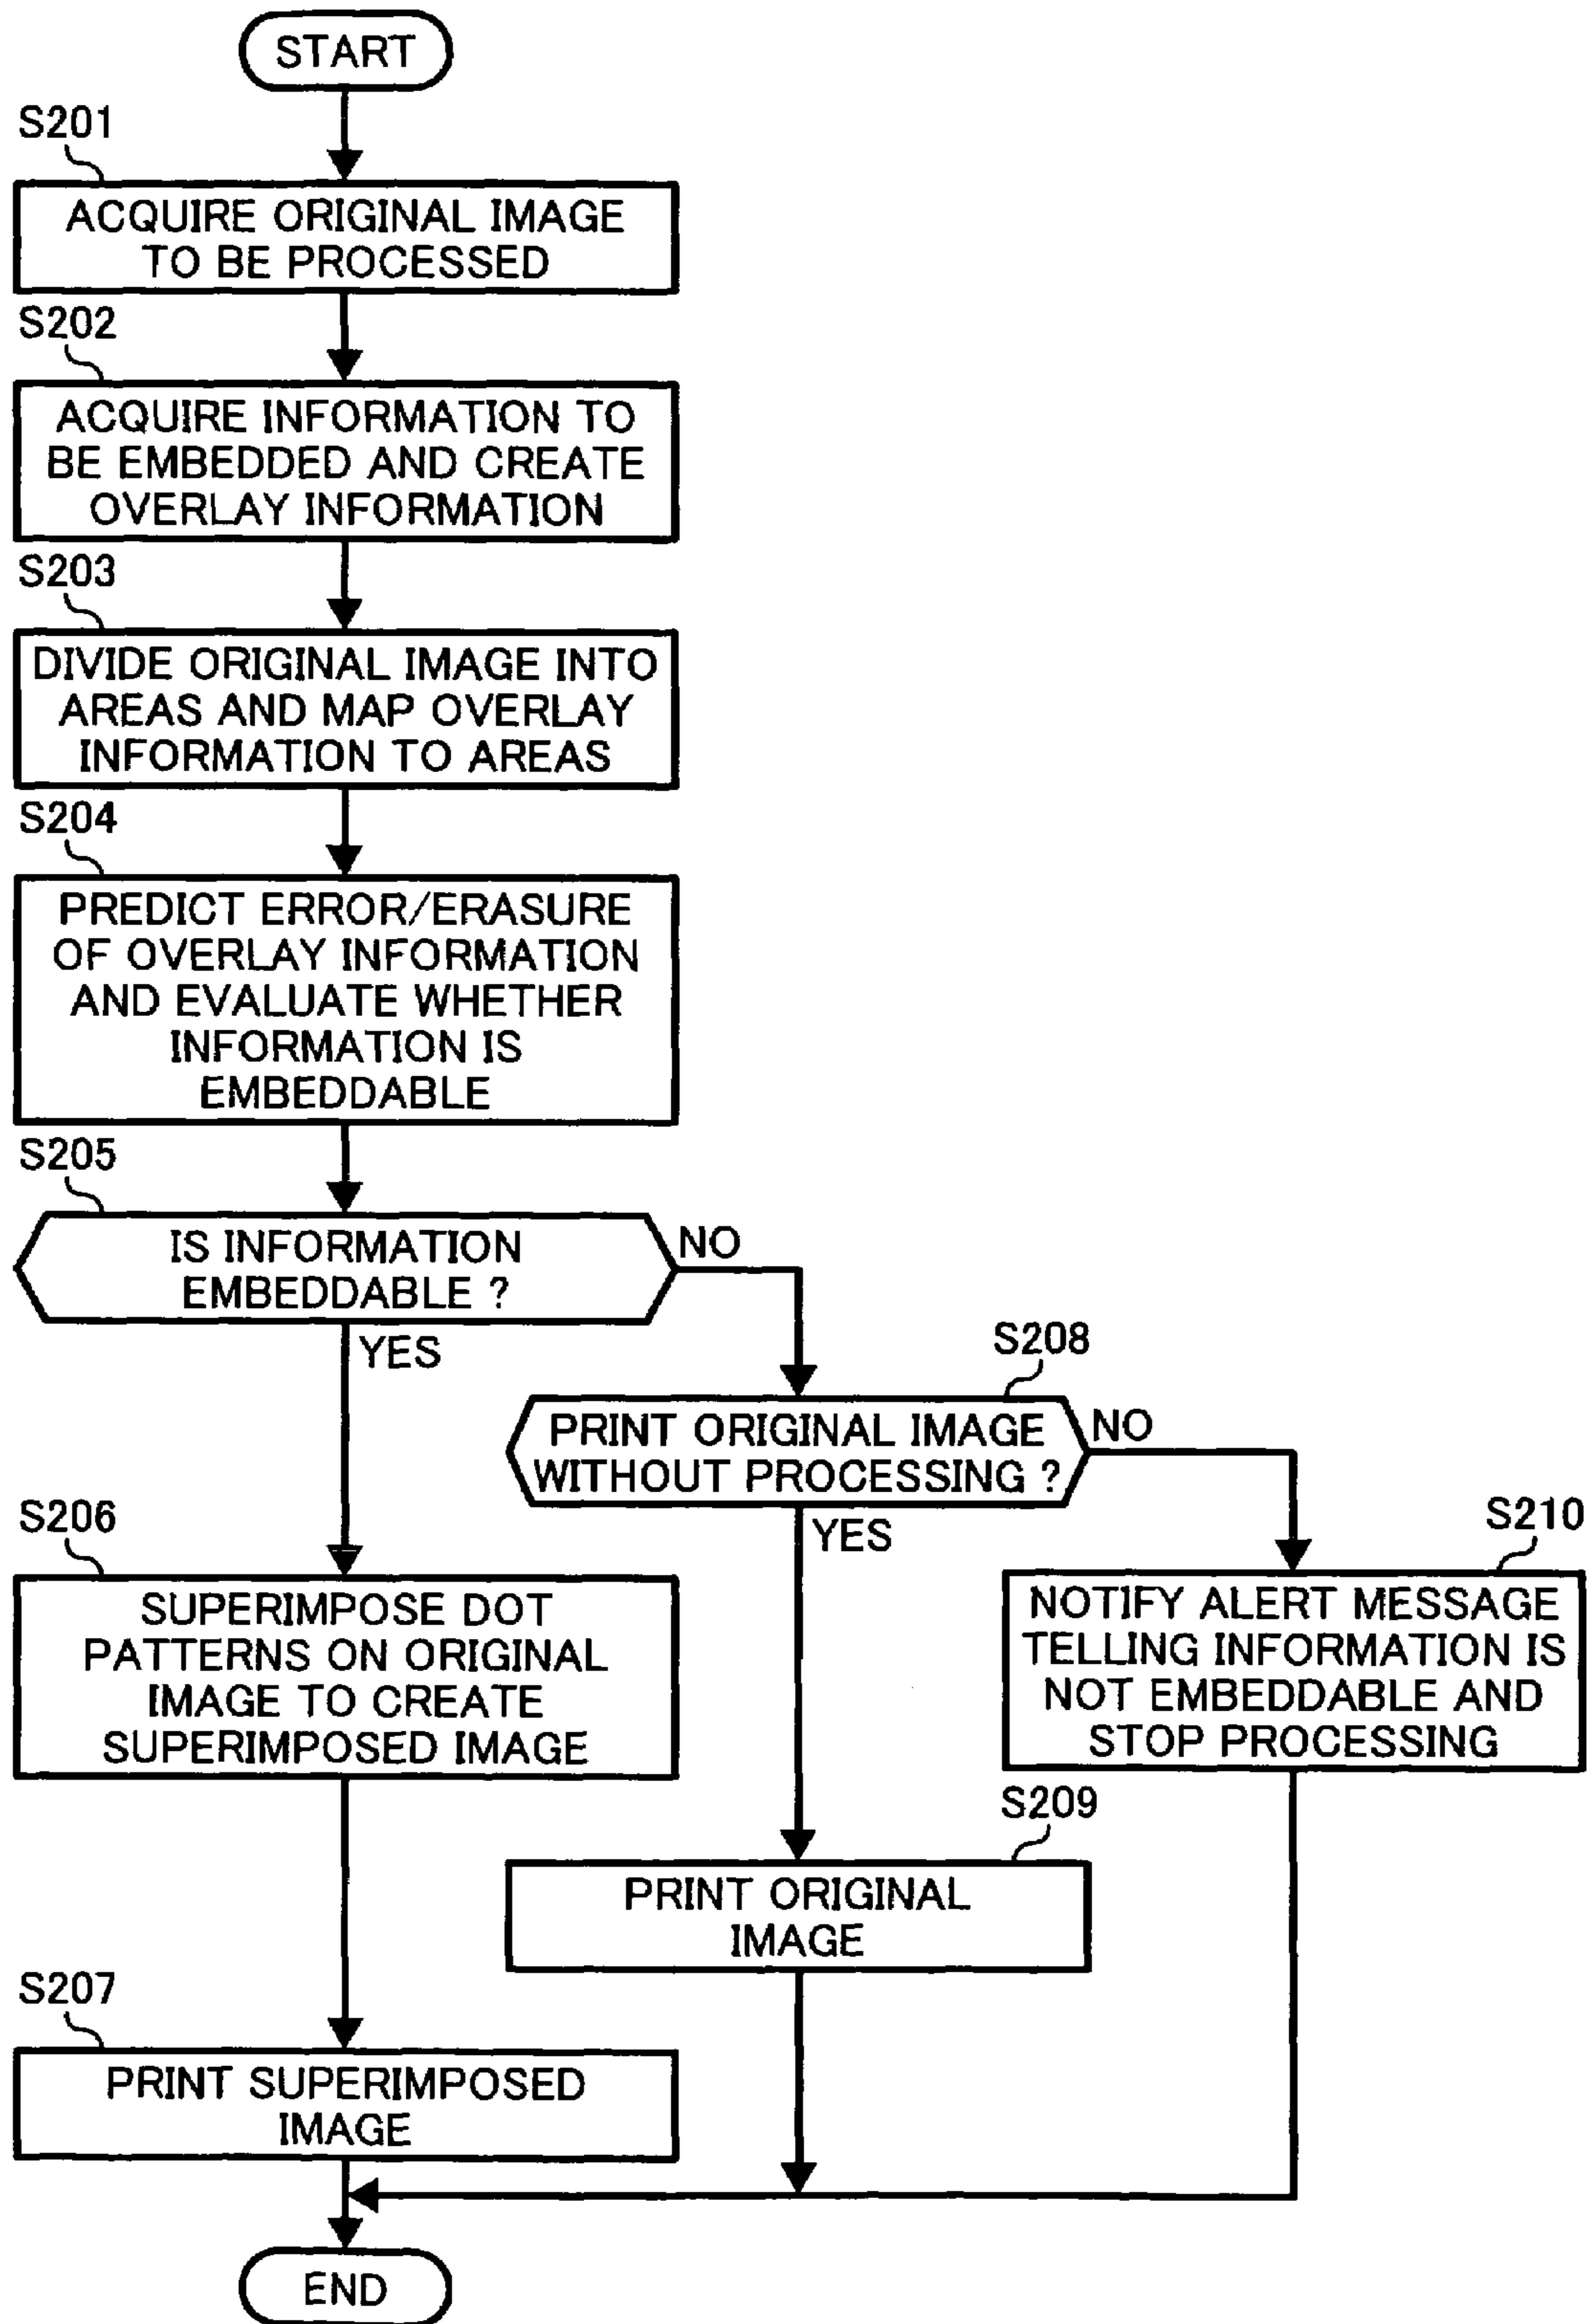 START
S201
ACQUIRE ORIGINAL IMAGE
TO BE PROCESSED
S202
ACQUIRE INFORMATION TO
BE EMBEDDED AND CREATE
OVERLAY INFORMATION
S203
DIVIDE ORIGINAL IMAGE INTO
AREAS AND MAP OVERLAY
INFORMATION TO AREAS
S204
PREDICT ERROR/ERASURE
OF OVERLAY INFORMATION
AND EVALUATE WHETHER
INFORMATION IS
EMBEDDABLE
S205
IS INFORMATION
EMBEDDABLE ?
NO
YES
S208
PRINT ORIGINAL IMAGE
WITHOUT PROCESSING ?
NO
YES
S206
SUPERIMPOSE DOT
PATTERNS ON ORIGINAL
IMAGE TO CREATE
SUPERIMPOSED IMAGE
S210
NOTIFY ALERT MESSAGE
TELLING INFORMATION IS
NOT EMBEDDABLE AND
STOP PROCESSING
S209
PRINT ORIGINAL
IMAGE
S207
PRINT SUPERIMPOSED
IMAGE
END